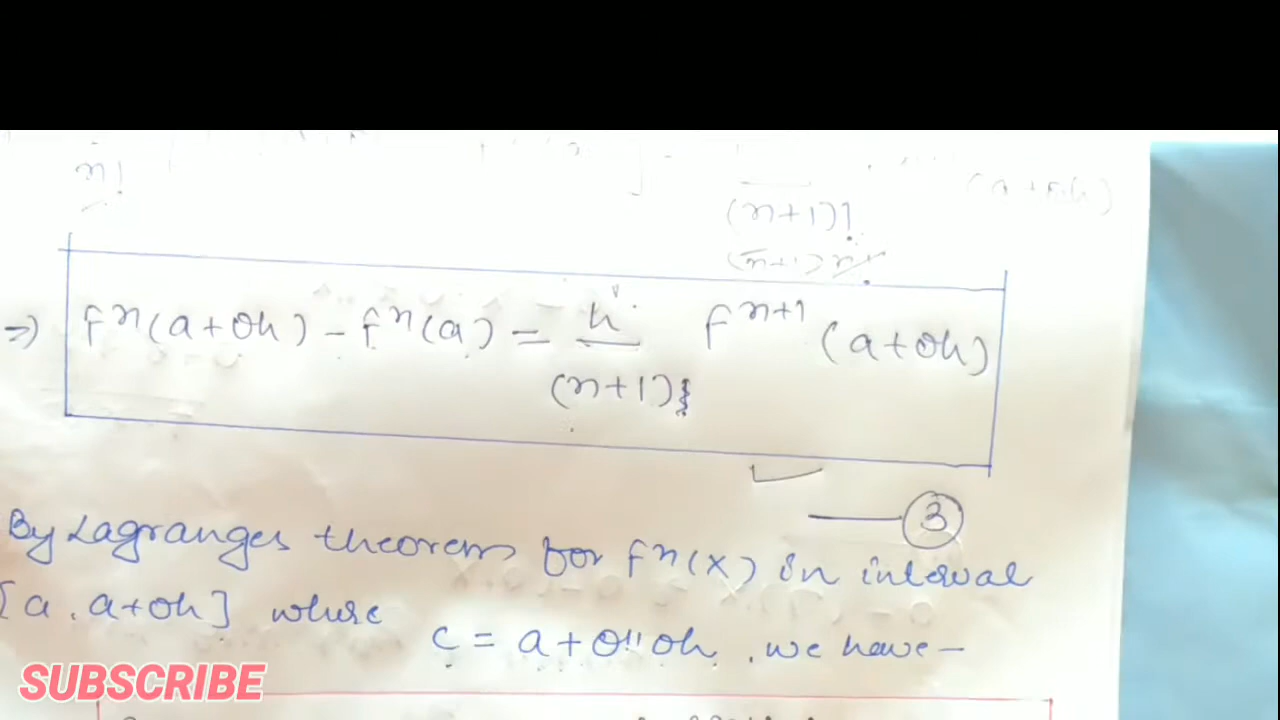 (n+1)!
⇒ fⁿ(a+θh) - fⁿ(a) = h/(n+1) fⁿ⁺¹(a+θh)
③
By Lagranges theorem for fⁿ(x) in interval
[a, a+θh] where
c = a+θ''θh, we have -
SUBSCRIBE